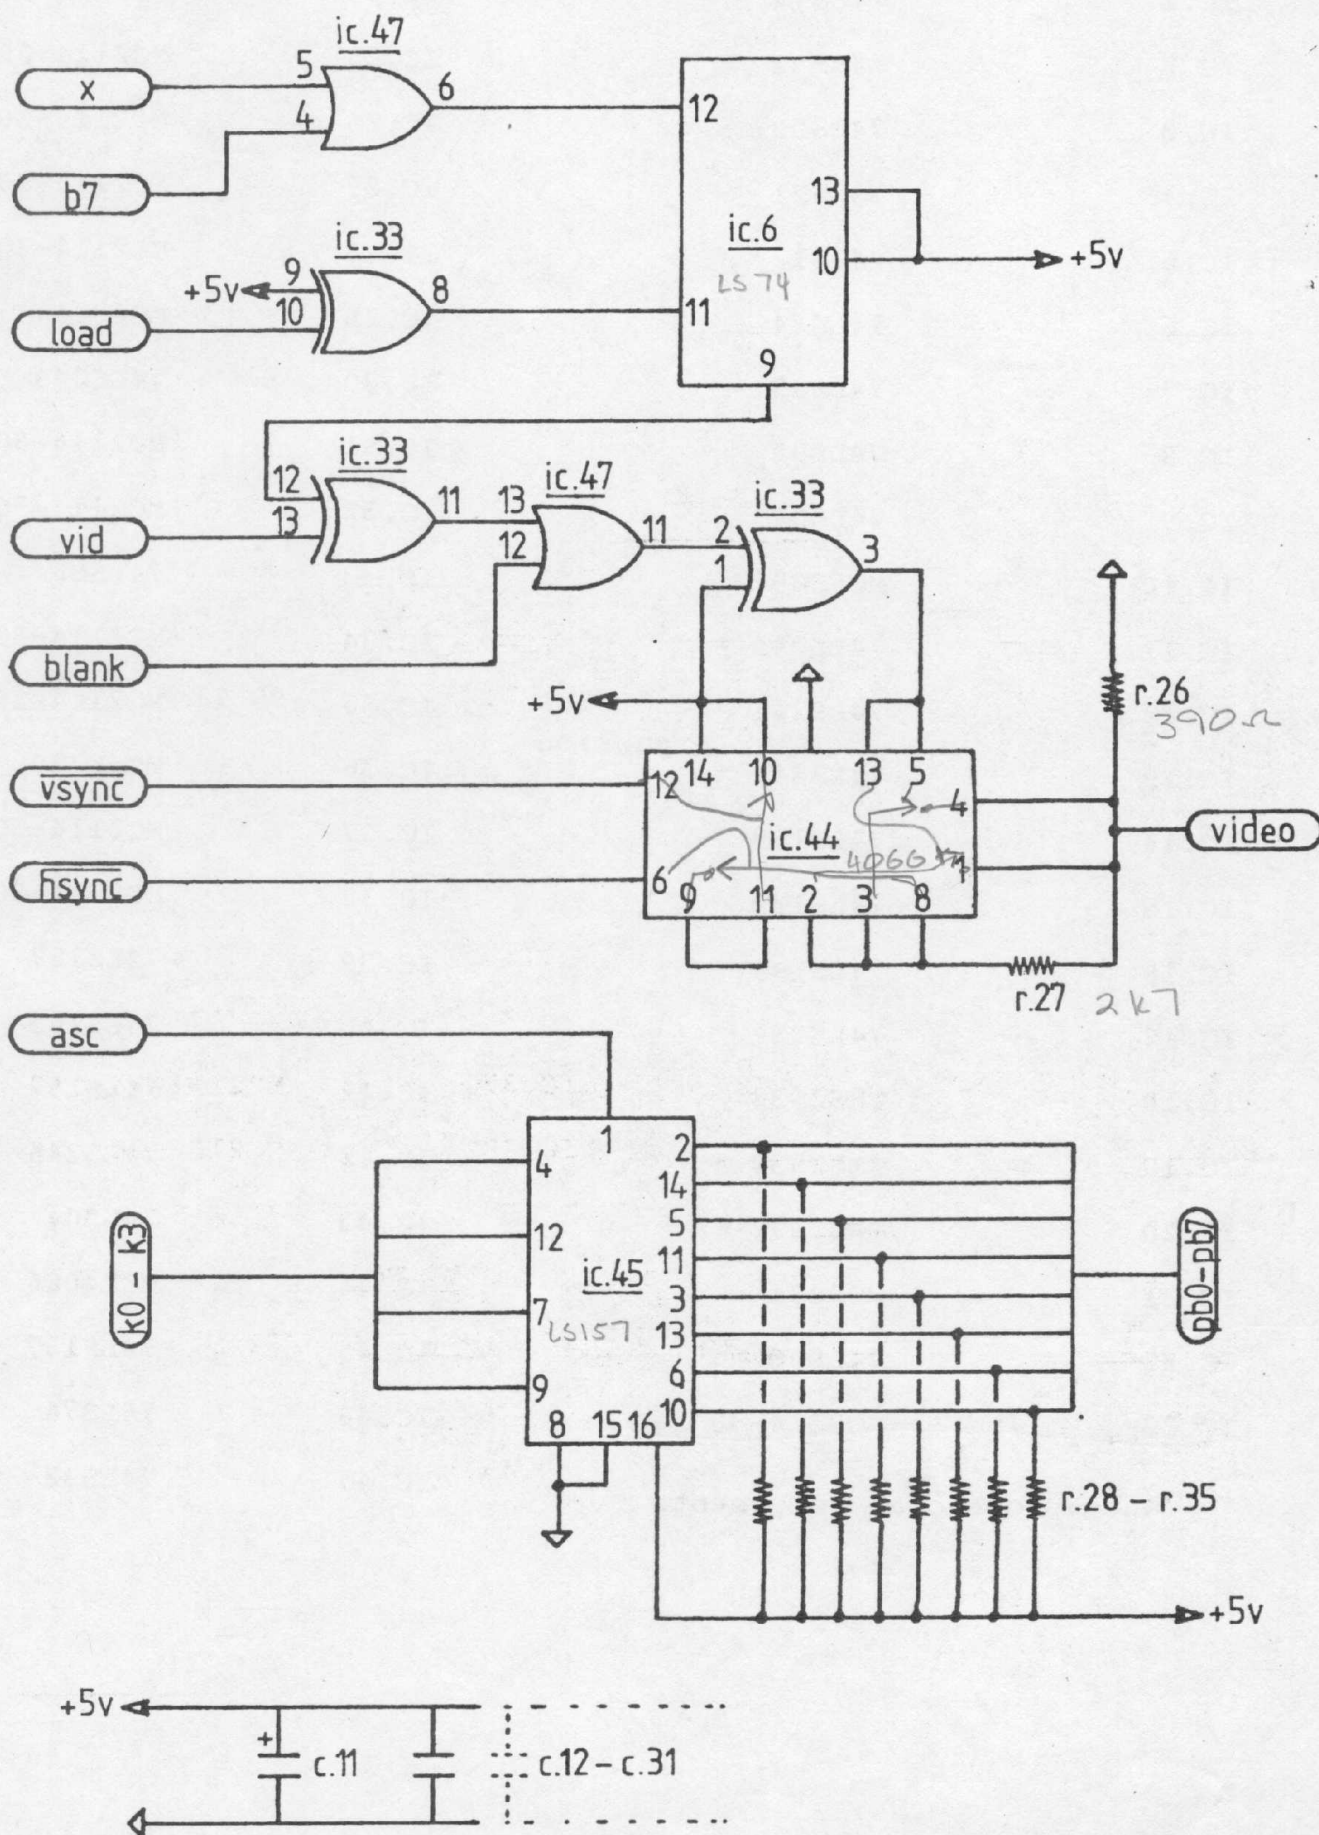 ic.47
x
5
4
6
b7
12
13
10
ic.6
LS 74
+5v
ic.33
+5v
9
10
8
load
11
9
ic.33
12
13
11
vid
ic.47
13
12
11
ic.33
2
1
3
blank
+5v
r.26
390Ω
vsync
12
14
10
13
5
4
ic.44
4066
1
video
hsync
6
9
11
2
3
8
r.27
2k7
asc
1
4
12
7
9
ic.45
LS157
2
14
5
11
3
13
6
10
8
15
16
k0 - k3
pb0-pb7
r.28 - r.35
+5v
+5v
+
c.11
c.12 - c.31